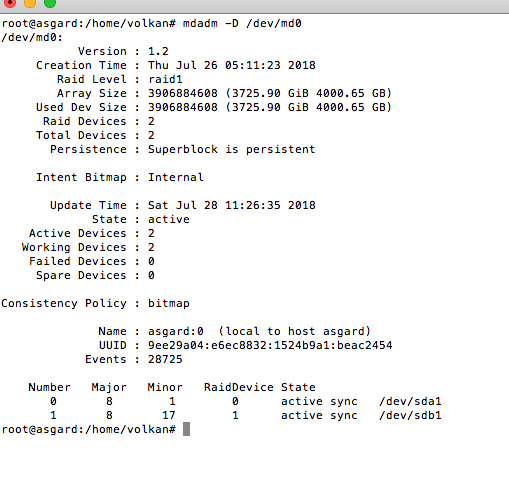 root@asgard:/home/volkan# mdadm -D /dev/md0
/dev/md0:
Version : 1.2
Creation Time : Thu Jul 26 05:11:23 2018
Raid Level : raid1
Array Size : 3906884608 (3725.90 GiB 4000.65 GB)
Used Dev Size : 3906884608 (3725.90 GiB 4000.65 GB)
Raid Devices : 2
Total Devices : 2
Persistence : Superblock is persistent
Intent Bitmap : Internal
Update Time : Sat Jul 28 11:26:35 2018
State : active
Active Devices : 2
Working Devices : 2
Failed Devices : 0
Spare Devices : 0
Consistency Policy : bitmap
Name : asgard:0  (local to host asgard)
UUID : 9ee29a04:e6ec8832:1524b9a1:beac2454
Events : 28725
Number   Major   Minor   RaidDevice State
0       8        1        0      active sync   /dev/sda1
1       8       17        1      active sync   /dev/sdb1
root@asgard:/home/volkan#